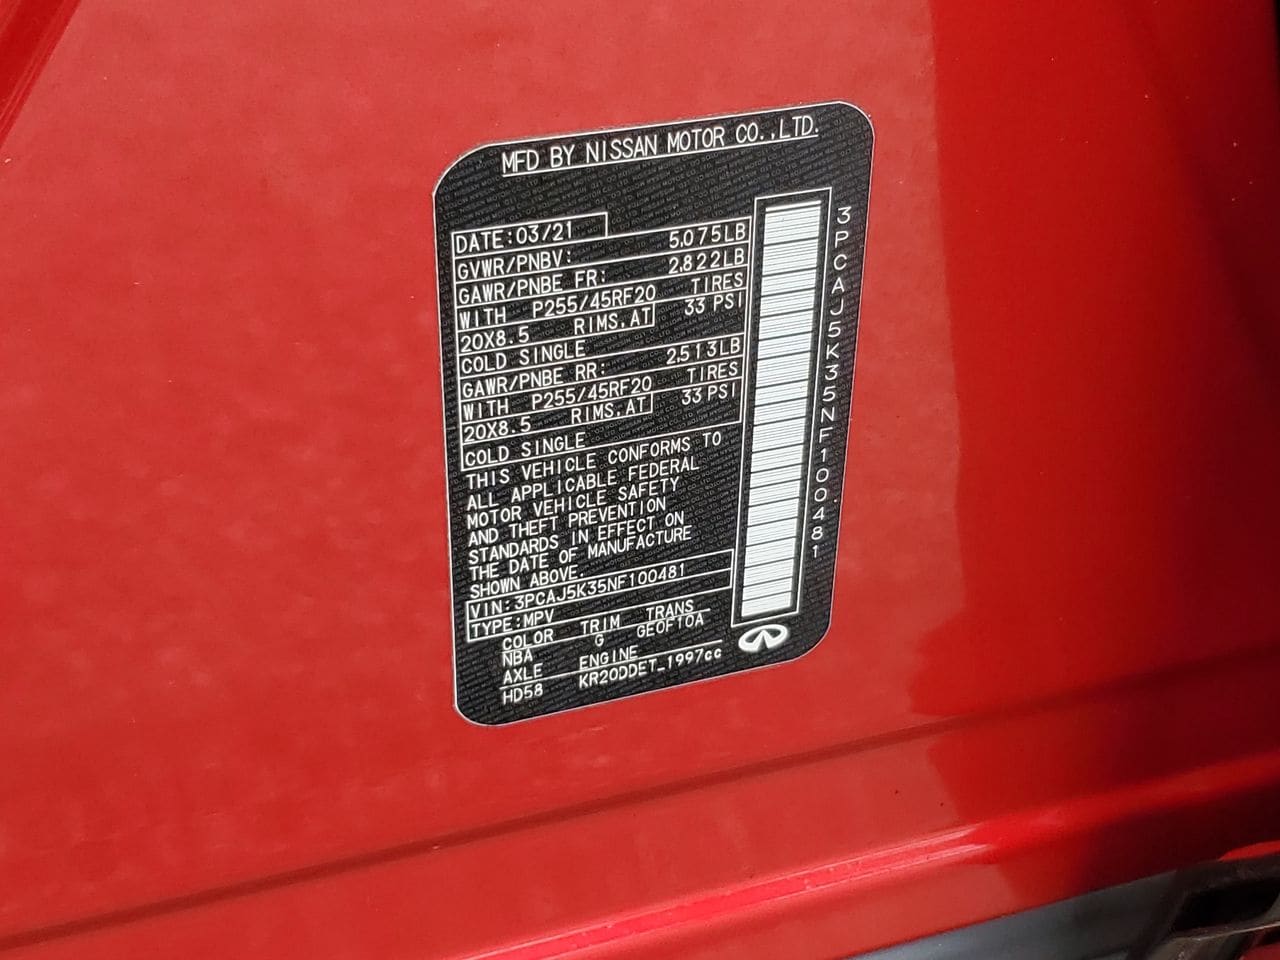 MFD BY NISSAN MOTOR CO.,LTD.
DATE:03/21
GVWR/PNBV: 5,075LB
GAWR/PNBE FR: 2,822LB
WITH P255/45RF20 TIRES
20X8.5 RIMS,AT 33 PSI
COLD SINGLE
GAWR/PNBE RR: 2,513LB
WITH P255/45RF20 TIRES
20X8.5 RIMS,AT 33 PSI
COLD SINGLE
THIS VEHICLE CONFORMS TO
ALL APPLICABLE FEDERAL
MOTOR VEHICLE SAFETY
AND THEFT PREVENTION
STANDARDS IN EFFECT ON
THE DATE OF MANUFACTURE
SHOWN ABOVE.
VIN:3PCAJ5K35NF100481
TYPE:MPV
COLOR TRIM TRANS
NBA G GEOF10A
AXLE ENGINE
HD58 KR20DDET_1997cc
3PCAJ5K35NF100481